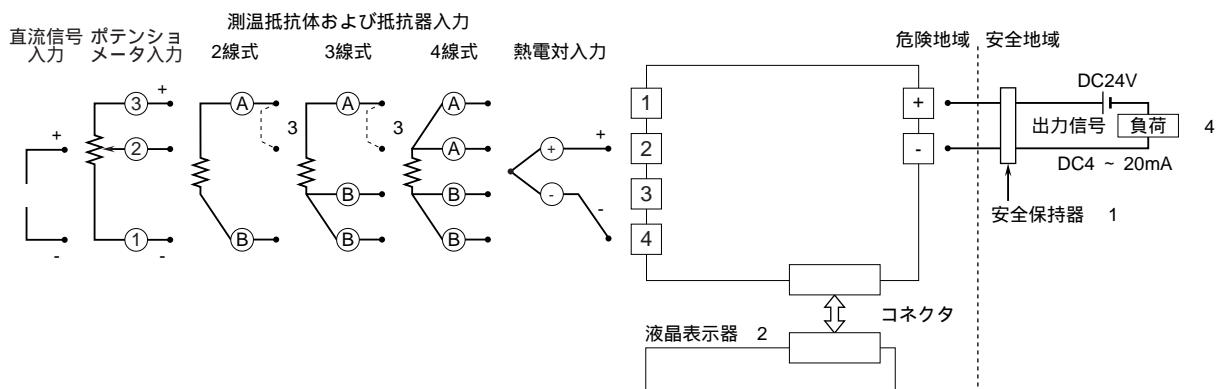 測温抵抗体および抵抗器入力
直流信号
入力
ポテンショ
メータ入力
2線式
3線式
4線式
熱電対入力
危険地域
安全地域
3
+
2
1
-
+
-
A
3
B
A
3
B
B
A
A
B
B
+
-
+
-
1
2
3
4
+
-
DC24V
出力信号
負荷
4
DC4 ~ 20mA
安全保持器 1
コネクタ
液晶表示器 2